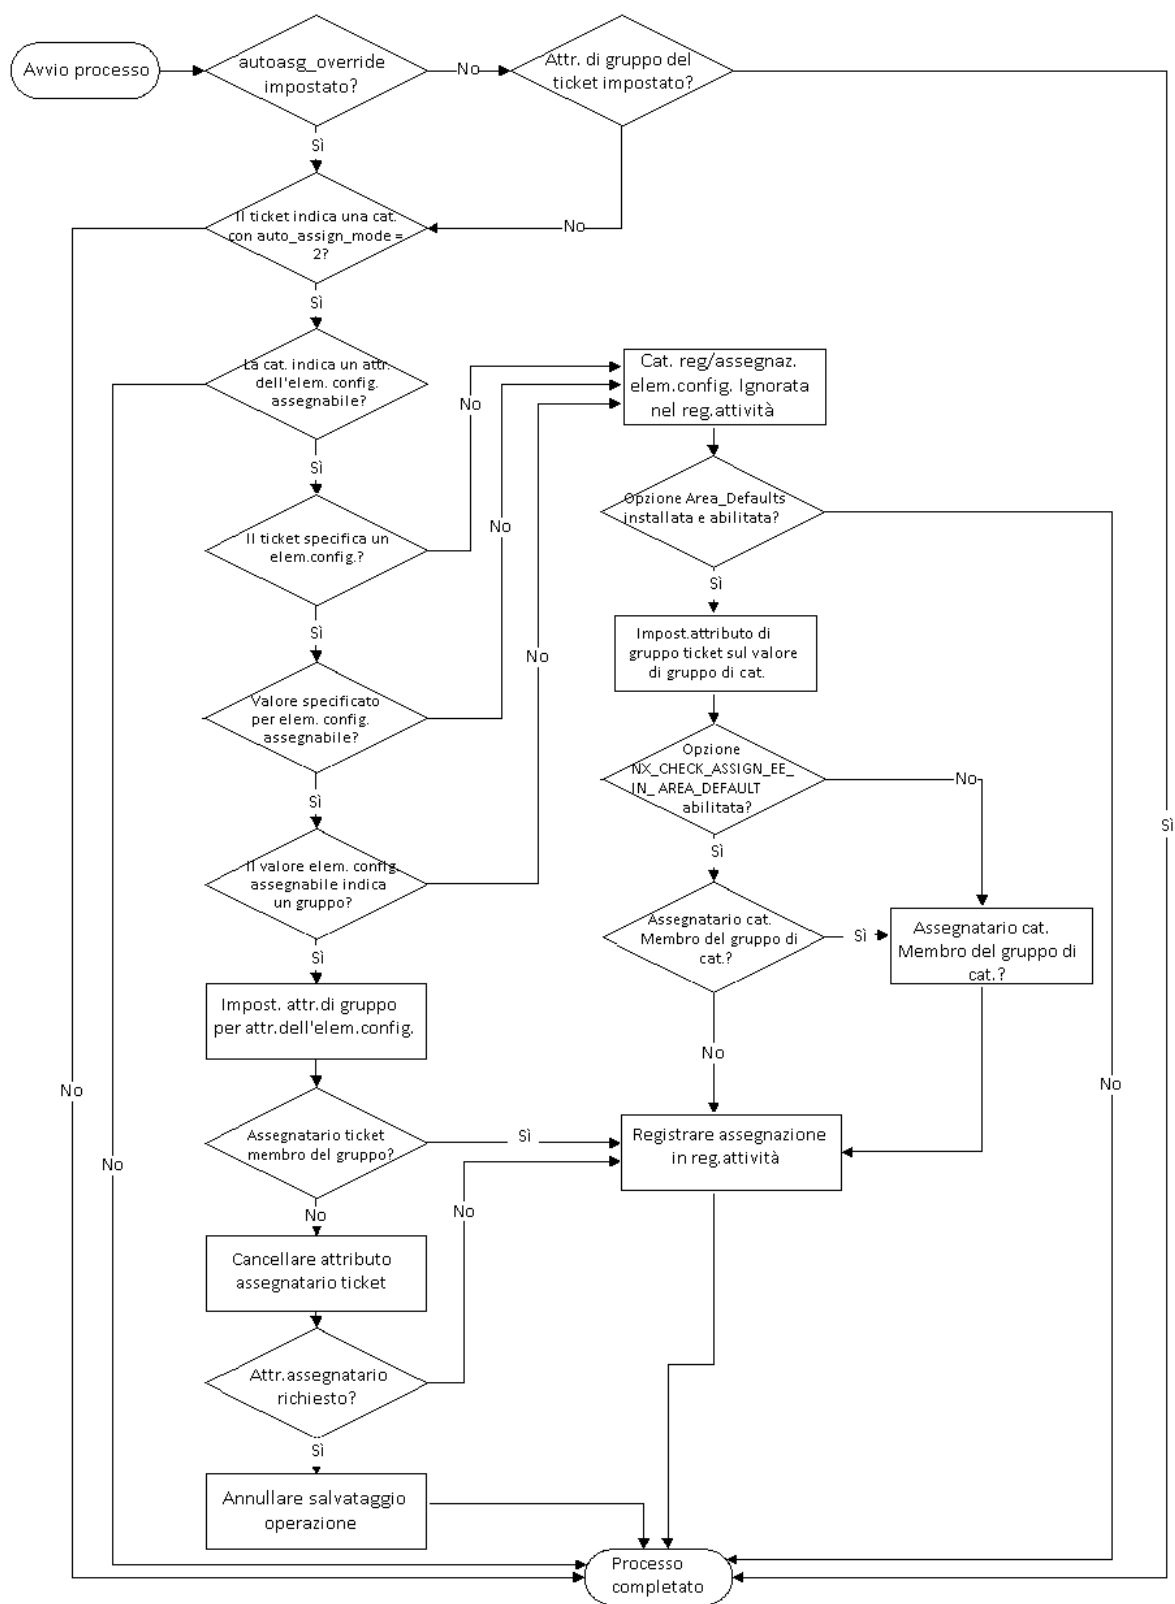 Avvio processo
autoasg_override
impostato?
No
Attr. di gruppo del
ticket impostato?
Sì
No
Il ticket indica una cat.
con auto_assign_mode =
2?
Sì
La cat. indica un attr.
dell'elem. config.
assegnabile?
Cat. reg/assegnaz.
elem.config. Ignorata
nel reg.attività
No
Sì
Opzione Area_Defaults
installata e abilitata?
No
Il ticket specifica un
elem.config.?
Sì
Sì
Impost.attributo di
gruppo ticket sul valore
di gruppo di cat.
No
Valore specificato
per elem. config.
assegnabile?
Opzione
NX_CHECK_ASSIGN_EE_
IN_ AREA_DEFAULT
abilitata?
No
Sì
Sì
Sì
Il valore elem. config.
assegnabile indica
un gruppo?
Assegnatario cat.
Membro del gruppo di
cat.?
Sì
Assegnatario cat.
Membro del gruppo di
cat.?
Sì
Impost. attr.di gruppo
per attr.dell'elem.config.
No
No
No
Assegnatario ticket
membro del gruppo?
Sì
Registrare assegnazione
in reg.attività
No
No
No
Cancellare attributo
assegnatario ticket
Attr.assegnatario
richiesto?
Sì
Annullare salvataggio
operazione
Processo
completato